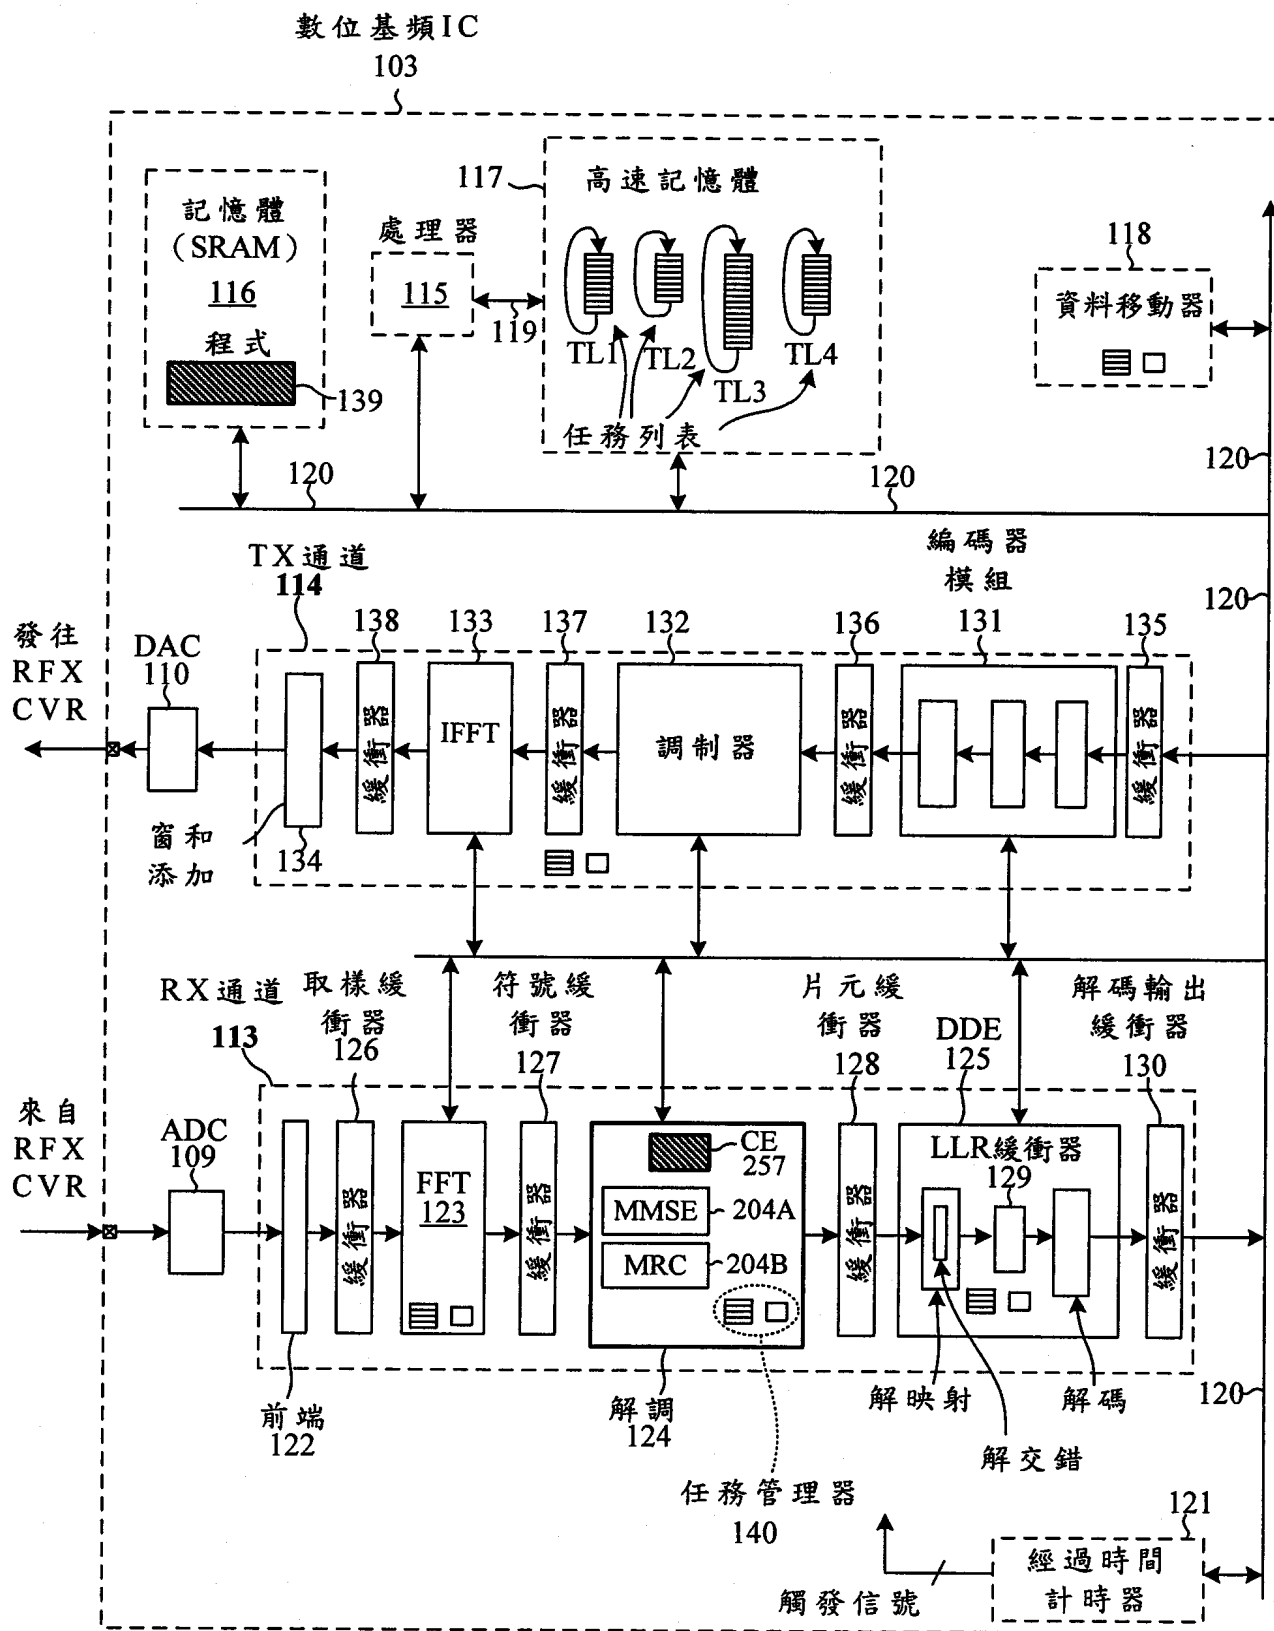 數位基頻IC
103
117
高速記憶體
記憶體
(SRAM)
116
程式
139
處理器
115
119
TL1
TL2
TL3
TL4
任務列表
118
資料移動器
120
120
120
120
TX通道
114
編碼器
模組
發往
RFX
CVR
DAC
110
138
緩衝器
133
IFFT
137
緩衝器
132
調制器
136
緩衝器
131
135
緩衝器
窗和
添加
134
RX通道
113
取樣緩
衝器
126
符號緩
衝器
127
片元緩
衝器
128
DDE
125
解碼輸出
緩衝器
130
來自
RFX
CVR
ADC
109
緩衝器
FFT
123
緩衝器
CE
257
MMSE
204A
MRC
204B
緩衝器
LLR緩衝器
129
緩衝器
前端
122
解調
124
解映射
解碼
120
解交錯
任務管理器
140
121
經過時間
計時器
觸發信號